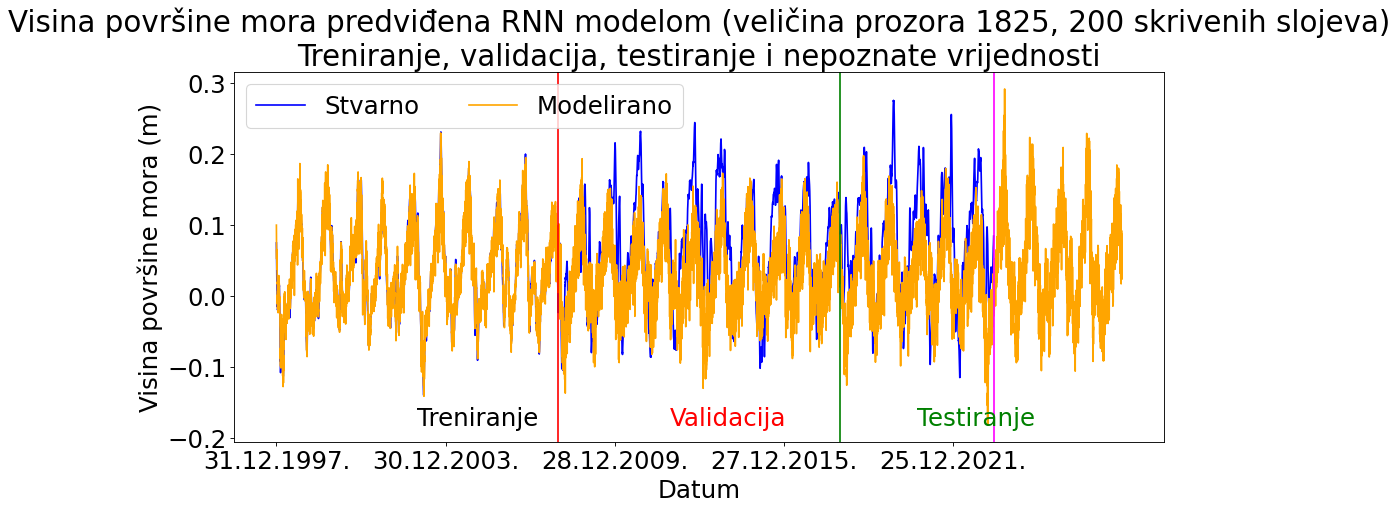 Visina površine mora predviđena RNN modelom (veličina prozora 1825, 200 skrivenih slojeva)
Treniranje, validacija, testiranje i nepoznate vrijednosti
Visina površine mora (m)
0.3
0.2
0.1
0.0
−0.1
−0.2
Stvarno Modelirano
Treniranje Validacija Testiranje
31.12.1997. 30.12.2003. 28.12.2009. 27.12.2015. 25.12.2021.
Datum